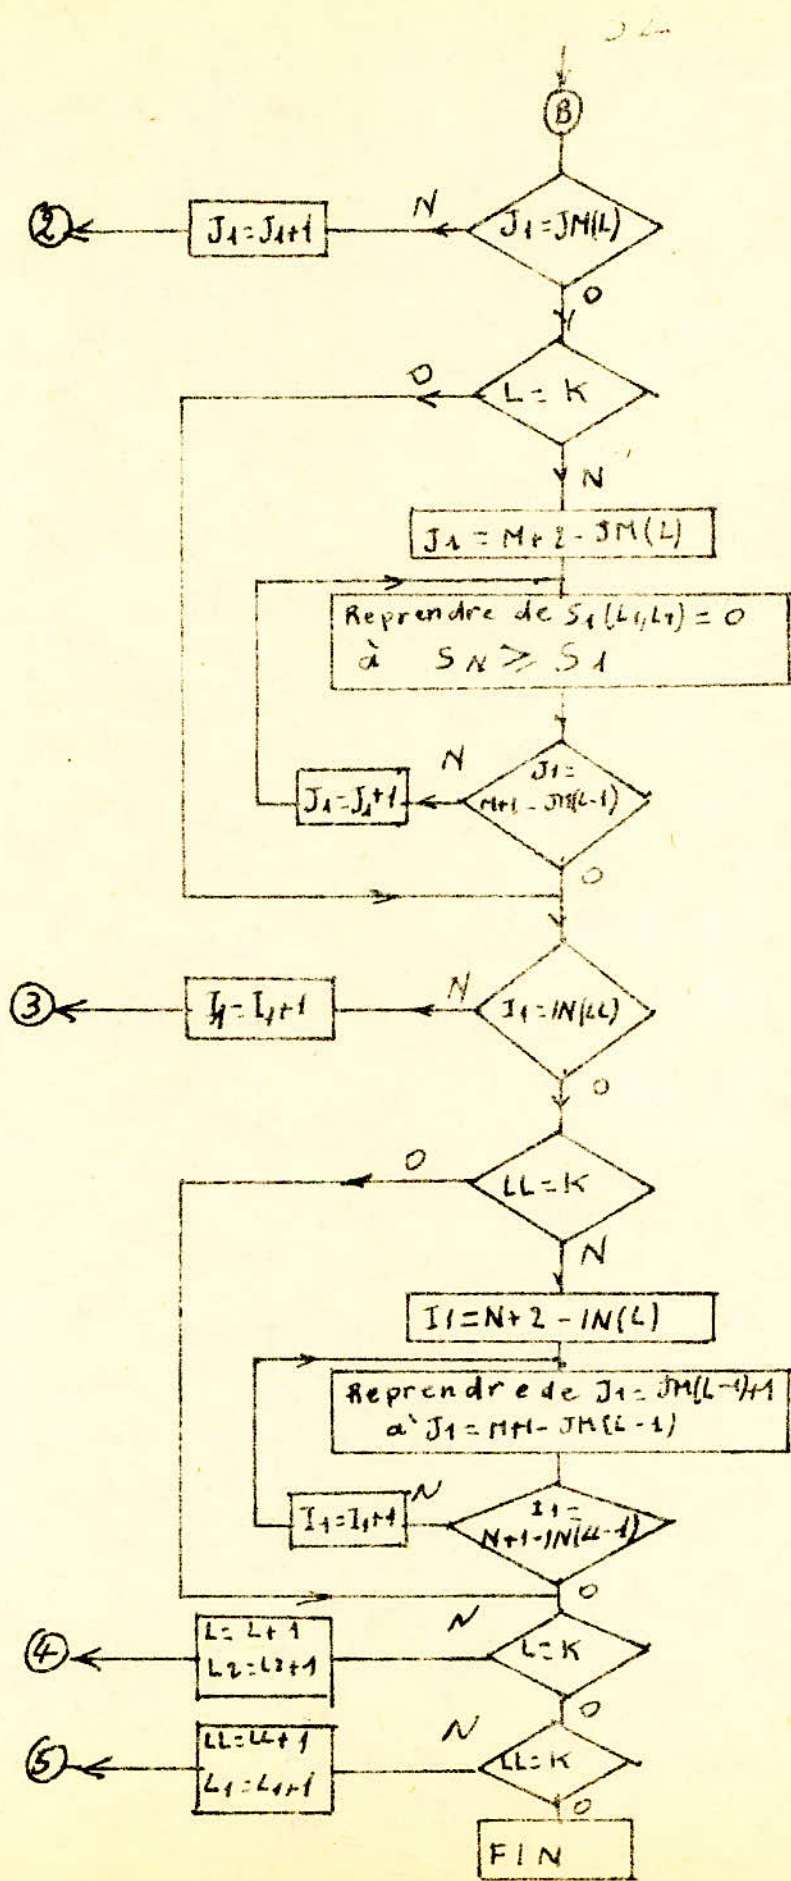 B
J1 = JM(L)
N
J1 = J1+1
2
O
L = K
O
N
J1 = M+2 - JM(L)
Reprendre de S1(L1,L2) = 0
à SN ≥ S1
J1 =
M+1 - JM(L-1)
N
J1 = J1+1
O
I1 = IN(LL)
N
I1 = I1+1
3
O
LL = K
O
N
I1 = N+2 - IN(L)
Reprendre de J1 = JM(L-1)+1
à J1 = M+1 - JM(L-1)
I1 =
N+1-IN(LL-1)
N
I1 = I1+1
O
L = K
N
L = L+1
L2 = L2+1
4
O
LL = K
N
LL = LL+1
L1 = L1+1
5
O
FIN